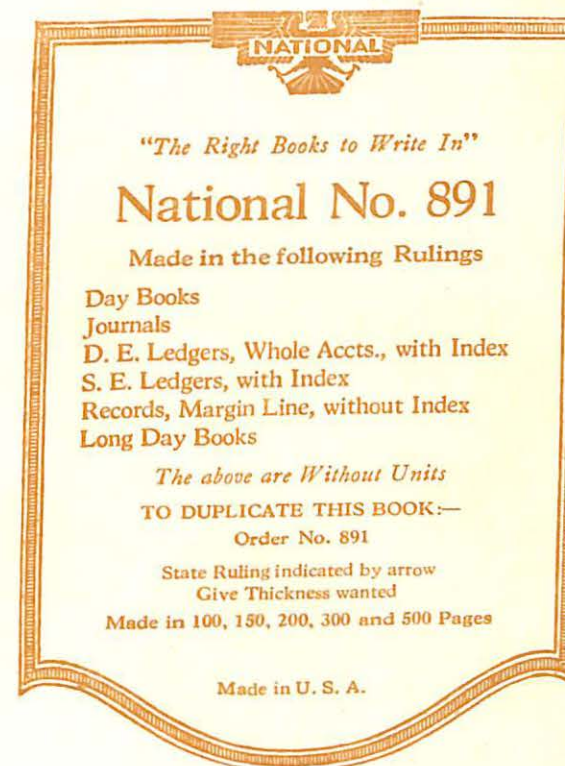 NATIONAL
"The Right Books to Write In"
National No. 891
Made in the following Rulings
Day Books
Journals
D. E. Ledgers, Whole Accts., with Index
S. E. Ledgers, with Index
Records, Margin Line, without Index
Long Day Books
The above are Without Units
TO DUPLICATE THIS BOOK:—
Order No. 891
State Ruling indicated by arrow
Give Thickness wanted
Made in 100, 150, 200, 300 and 500 Pages
Made in U. S. A.